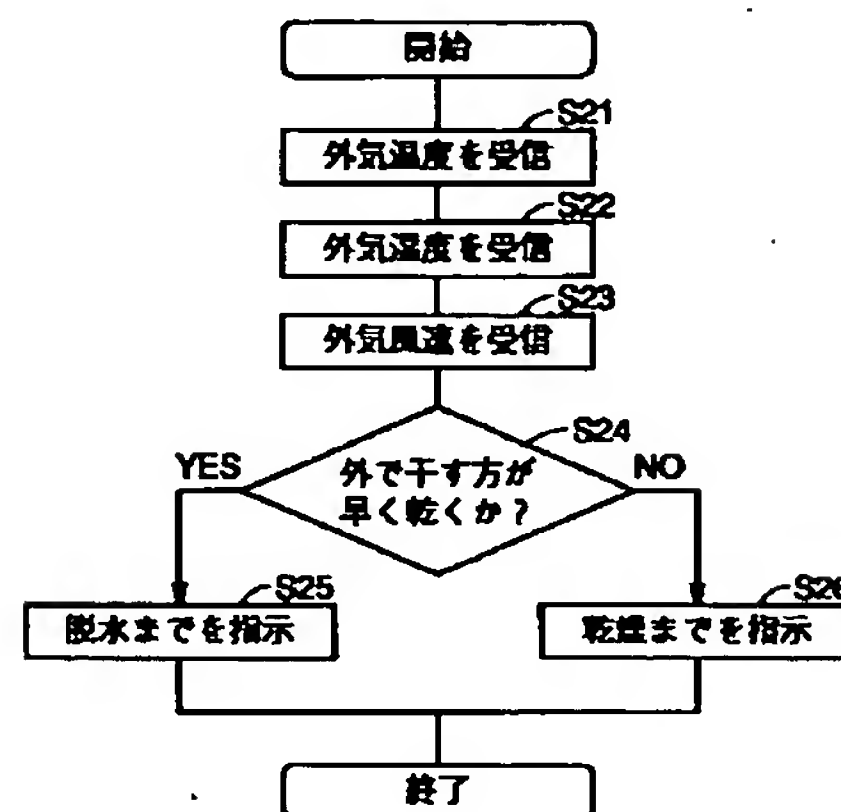 開始
S21
外気温度を受信
S22
外気湿度を受信
S23
外気風速を受信
S24
外で干す方が
早く乾くか？
YES
NO
S25
脱水までを指示
S26
乾燥までを指示
終了